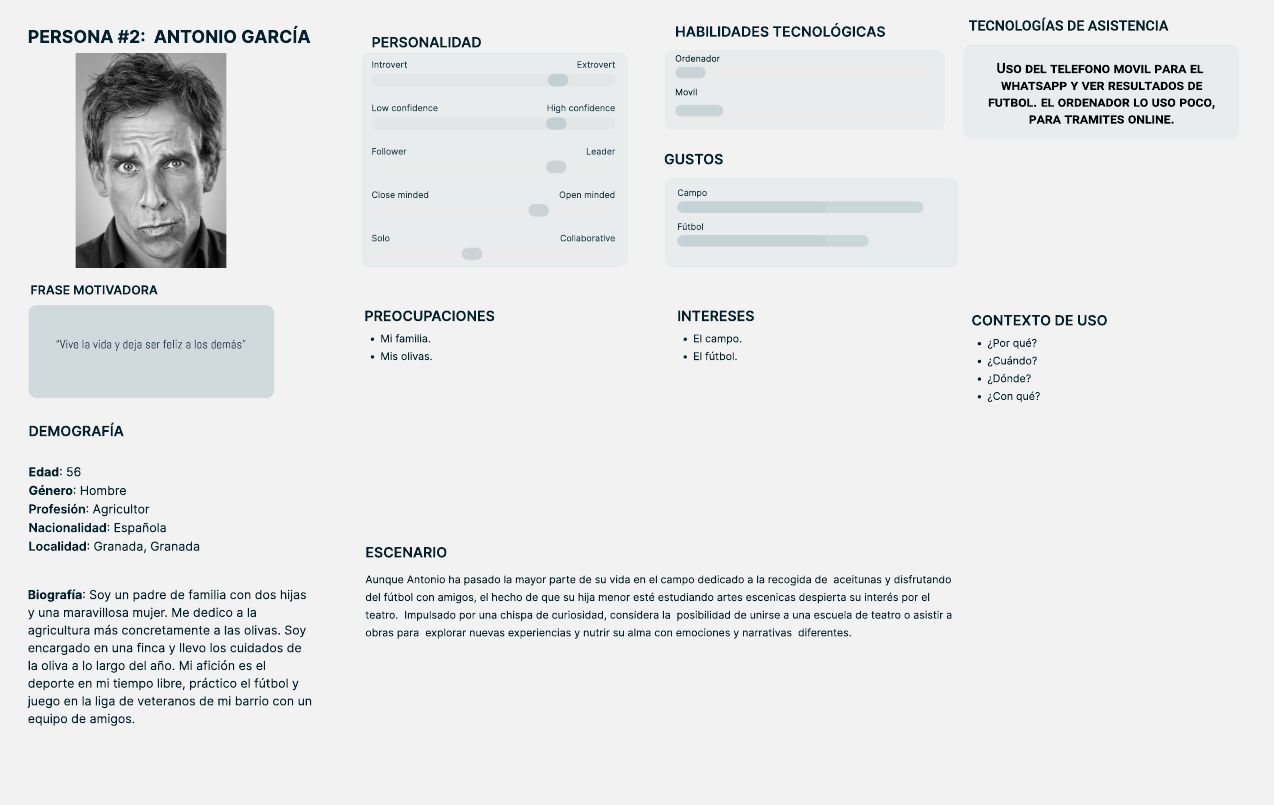 PERSONA #2: ANTONIO GARCÍA
FRASE MOTIVADORA
“Vive la vida y deja ser feliz a los demás”
DEMOGRAFÍA
Edad: 56
Género: Hombre
Profesión: Agricultor
Nacionalidad: Española
Localidad: Granada, Granada
Biografía: Soy un padre de familia con dos hijas
y una maravillosa mujer. Me dedico a la
agricultura más concretamente a las olivas. Soy
encargado en una finca y llevo los cuidados de
la oliva a lo largo del año. Mi afición es el
deporte en mi tiempo libre, práctico el fútbol y
juego en la liga de veteranos de mi barrio con un
equipo de amigos.
PERSONALIDAD
Introvert Extrovert
Low confidence High confidence
Follower Leader
Close minded Open minded
Solo Collaborative
HABILIDADES TECNOLÓGICAS
Ordenador
Movil
GUSTOS
Campo
Fútbol
TECNOLOGÍAS DE ASISTENCIA
USO DEL TELEFONO MOVIL PARA EL
WHATSAPP Y VER RESULTADOS DE
FUTBOL. EL ORDENADOR LO USO POCO,
PARA TRAMITES ONLINE.
PREOCUPACIONES
• Mi familia.
• Mis olivas.
INTERESES
• El campo.
• El fútbol.
CONTEXTO DE USO
• ¿Por qué?
• ¿Cuándo?
• ¿Dónde?
• ¿Con qué?
ESCENARIO
Aunque Antonio ha pasado la mayor parte de su vida en el campo dedicado a la recogida de aceitunas y disfrutando
del fútbol con amigos, el hecho de que su hija menor esté estudiando artes escenicas despierta su interés por el
teatro. Impulsado por una chispa de curiosidad, considera la posibilidad de unirse a una escuela de teatro o asistir a
obras para explorar nuevas experiencias y nutrir su alma con emociones y narrativas diferentes.